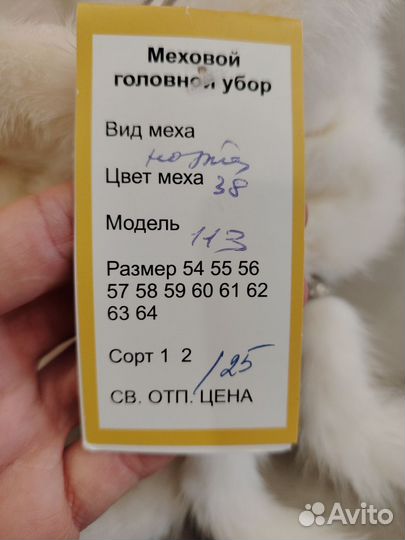 Меховой
головной убор
Вид меха
Цвет меха 38
Модель 113
Размер 54 55 56
57 58 59 60 61 62
63 64
Сорт 1 2
/25
СВ. ОТП. ЦЕНА
Avito